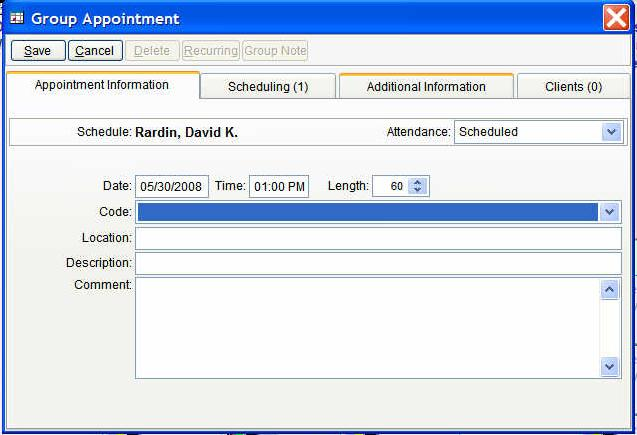 Group Appointment
Save Cancel Delete Recurring Group Note
Appointment Information Scheduling (1) Additional Information Clients (0)
Schedule: Rardin, David K. Attendance: Scheduled
Date: 05/30/2008 Time: 01:00 PM Length: 60
Code:
Location:
Description:
Comment: